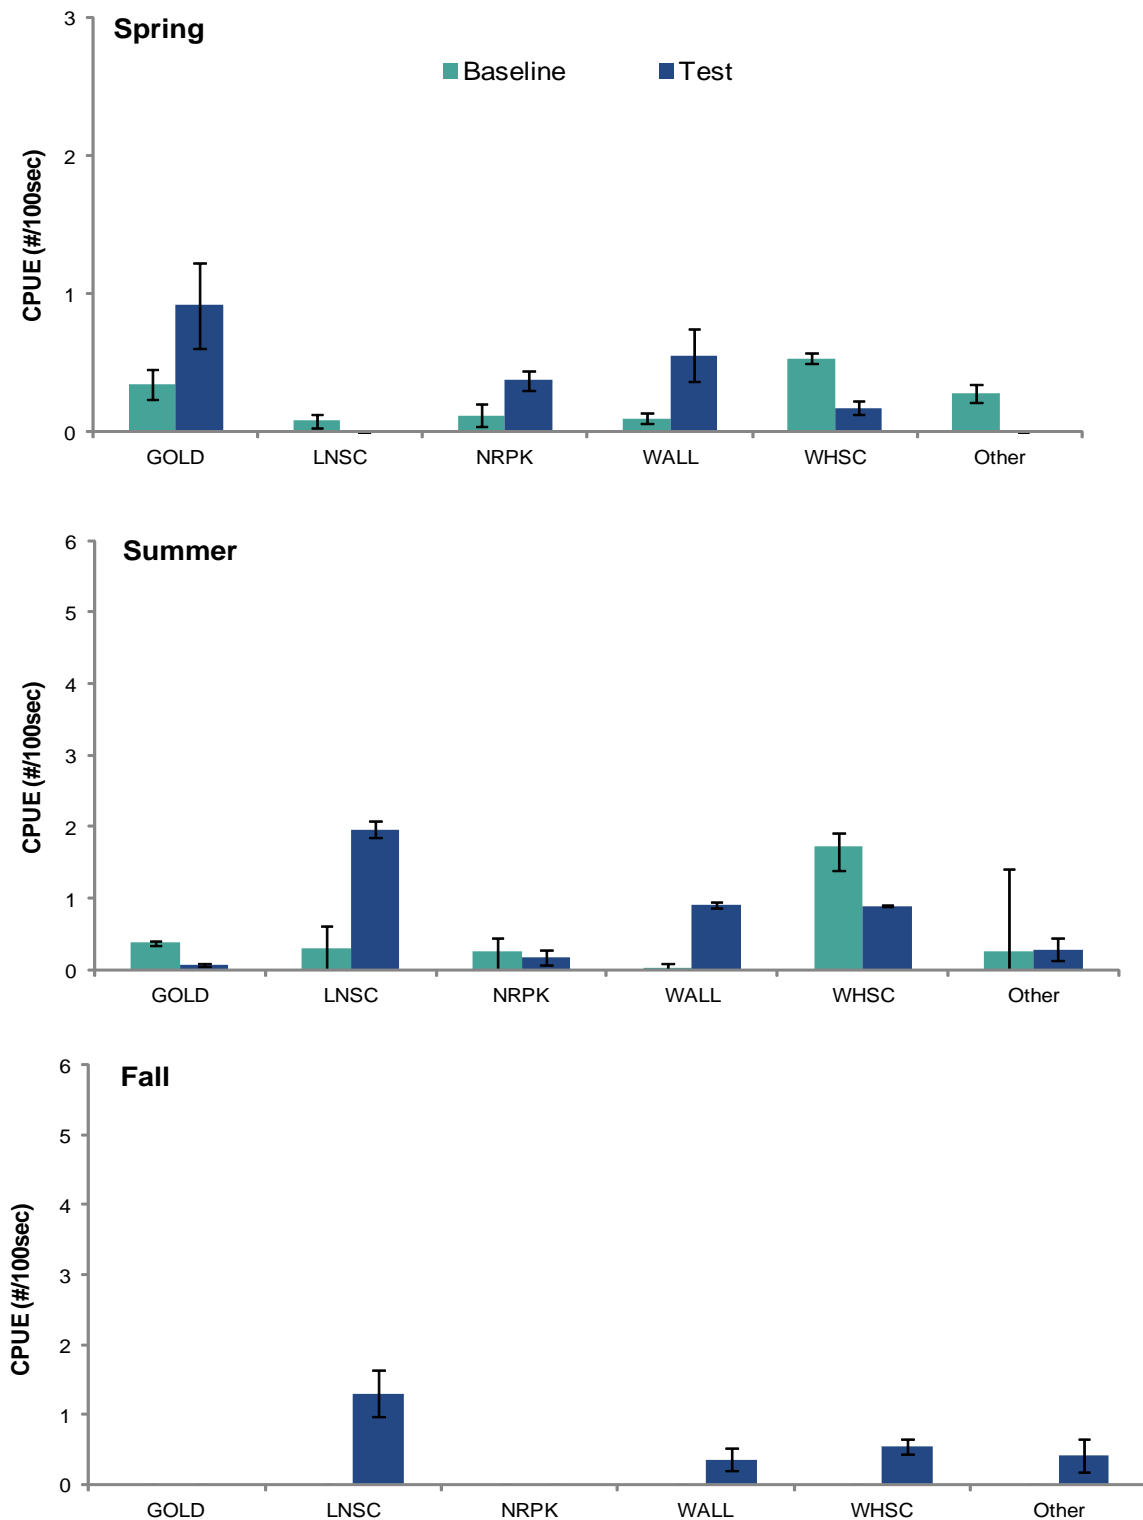 Spring
Baseline Test
CPUE (#/100sec)
3
2
1
0
GOLD LNSC NRPK WALL WHSC Other
Summer
CPUE (#/100sec)
6
5
4
3
2
1
0
GOLD LNSC NRPK WALL WHSC Other
Fall
CPUE (#/100sec)
6
5
4
3
2
1
0
GOLD LNSC NRPK WALL WHSC Other